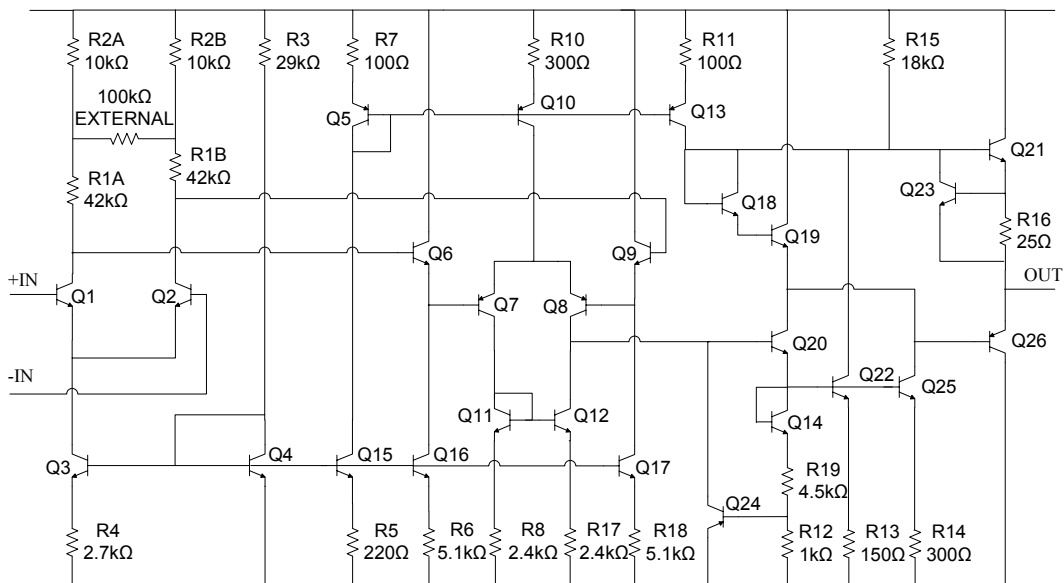 R2A
10kΩ
R2B
10kΩ
R3
29kΩ
R7
100Ω
R10
300Ω
R11
100Ω
R15
18kΩ
100kΩ
EXTERNAL
Q5
Q10
Q13
R1B
42kΩ
Q21
R1A
42kΩ
Q23
Q18
R16
25Ω
Q6
Q9
Q19
+IN
OUT
Q1
Q2
Q7
Q8
Q20
Q26
-IN
Q22
Q25
Q11
Q12
Q14
Q3
Q4
Q15
Q16
Q17
R19
4.5kΩ
Q24
R4
2.7kΩ
R5
220Ω
R6
5.1kΩ
R8
2.4kΩ
R17
2.4kΩ
R18
5.1kΩ
R12
1kΩ
R13
150Ω
R14
300Ω